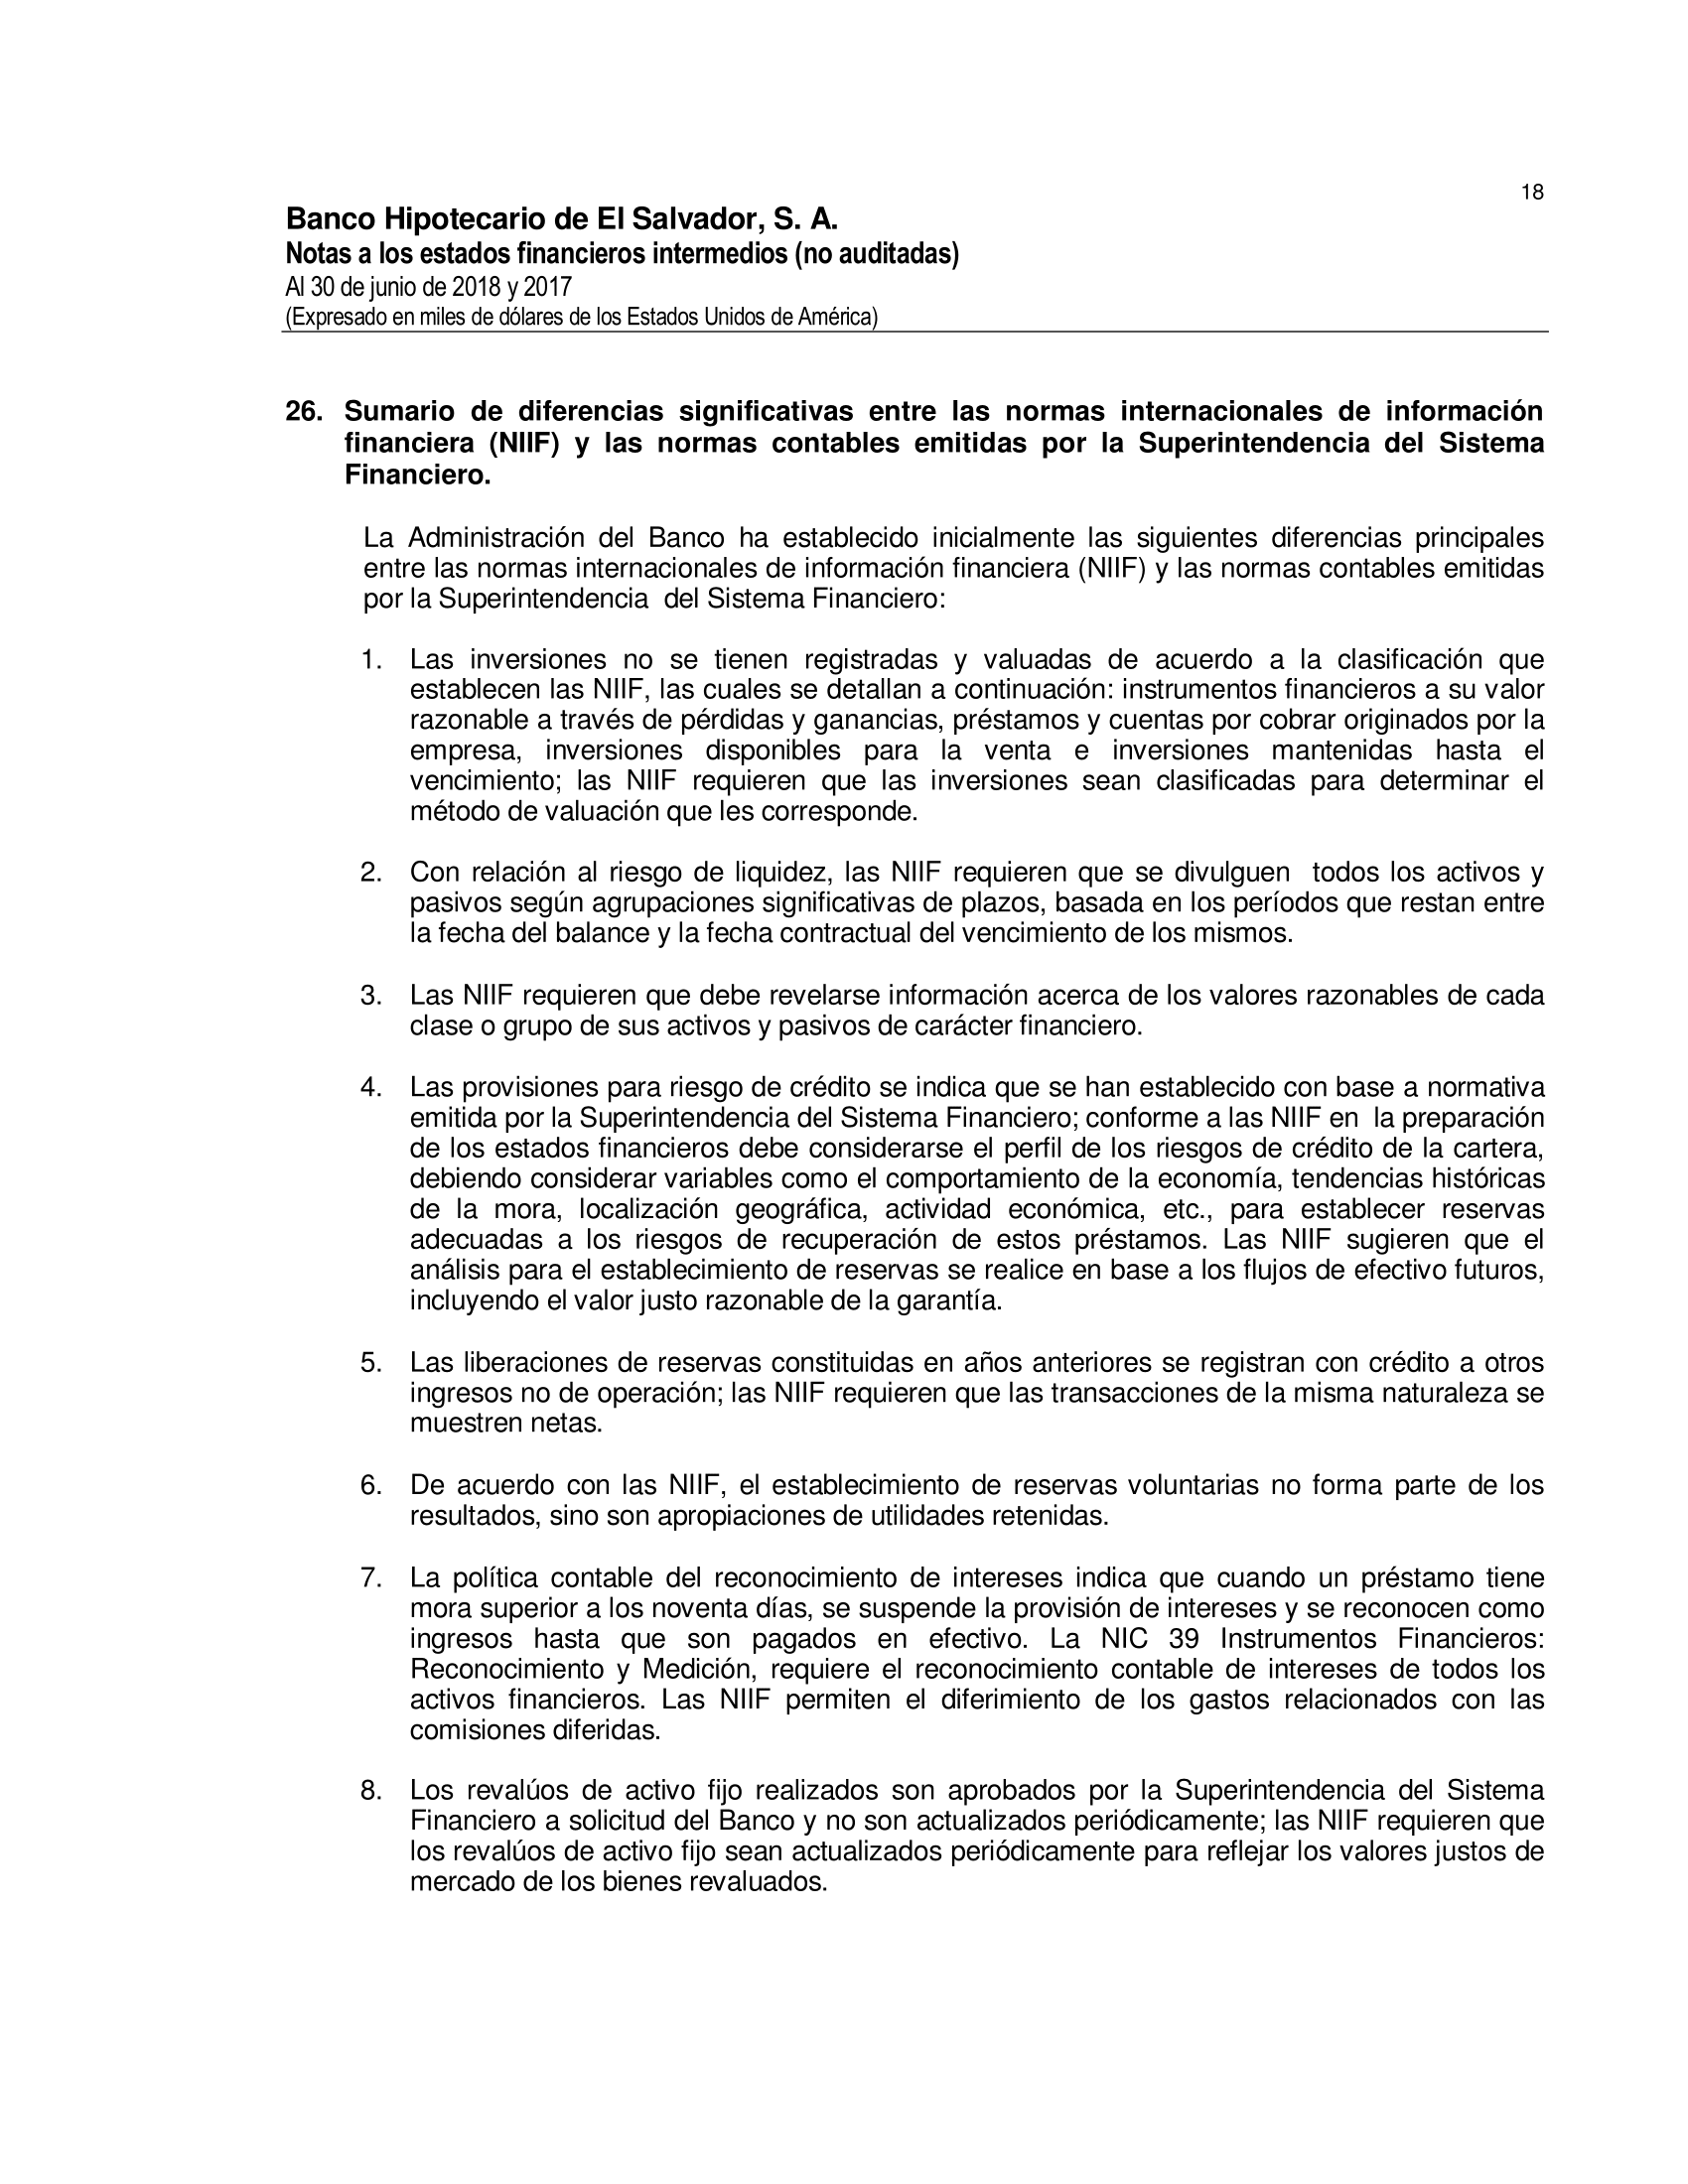 18
Banco Hipotecario de El Salvador, S. A.
Notas a los estados financieros intermedios (no auditadas)
Al 30 de junio de 2018 y 2017
(Expresado en miles de dólares de los Estados Unidos de América)
26. Sumario de diferencias significativas entre las normas internacionales de información
financiera (NIIF) y las normas contables emitidas por la Superintendencia del Sistema
Financiero.
La Administración del Banco ha establecido inicialmente las siguientes diferencias principales
entre las normas internacionales de información financiera (NIIF) y las normas contables emitidas
por la Superintendencia del Sistema Financiero:
1. Las inversiones no se tienen registradas y valuadas de acuerdo a la clasificación que
establecen las NIIF, las cuales se detallan a continuación: instrumentos financieros a su valor
razonable a través de pérdidas y ganancias, préstamos y cuentas por cobrar originados por la
empresa, inversiones disponibles para la venta e inversiones mantenidas hasta el
vencimiento; las NIIF requieren que las inversiones sean clasificadas para determinar el
método de valuación que les corresponde.
2. Con relación al riesgo de liquidez, las NIIF requieren que se divulguen todos los activos y
pasivos según agrupaciones significativas de plazos, basada en los períodos que restan entre
la fecha del balance y la fecha contractual del vencimiento de los mismos.
3. Las NIIF requieren que debe revelarse información acerca de los valores razonables de cada
clase o grupo de sus activos y pasivos de carácter financiero.
4. Las provisiones para riesgo de crédito se indica que se han establecido con base a normativa
emitida por la Superintendencia del Sistema Financiero; conforme a las NIIF en la preparación
de los estados financieros debe considerarse el perfil de los riesgos de crédito de la cartera,
debiendo considerar variables como el comportamiento de la economía, tendencias históricas
de la mora, localización geográfica, actividad económica, etc., para establecer reservas
adecuadas a los riesgos de recuperación de estos préstamos. Las NIIF sugieren que el
análisis para el establecimiento de reservas se realice en base a los flujos de efectivo futuros,
incluyendo el valor justo razonable de la garantía.
5. Las liberaciones de reservas constituidas en años anteriores se registran con crédito a otros
ingresos no de operación; las NIIF requieren que las transacciones de la misma naturaleza se
muestren netas.
6. De acuerdo con las NIIF, el establecimiento de reservas voluntarias no forma parte de los
resultados, sino son apropiaciones de utilidades retenidas.
7. La política contable del reconocimiento de intereses indica que cuando un préstamo tiene
mora superior a los noventa días, se suspende la provisión de intereses y se reconocen como
ingresos hasta que son pagados en efectivo. La NIC 39 Instrumentos Financieros:
Reconocimiento y Medición, requiere el reconocimiento contable de intereses de todos los
activos financieros. Las NIIF permiten el diferimiento de los gastos relacionados con las
comisiones diferidas.
8. Los revalúos de activo fijo realizados son aprobados por la Superintendencia del Sistema
Financiero a solicitud del Banco y no son actualizados periódicamente; las NIIF requieren que
los revalúos de activo fijo sean actualizados periódicamente para reflejar los valores justos de
mercado de los bienes revaluados.